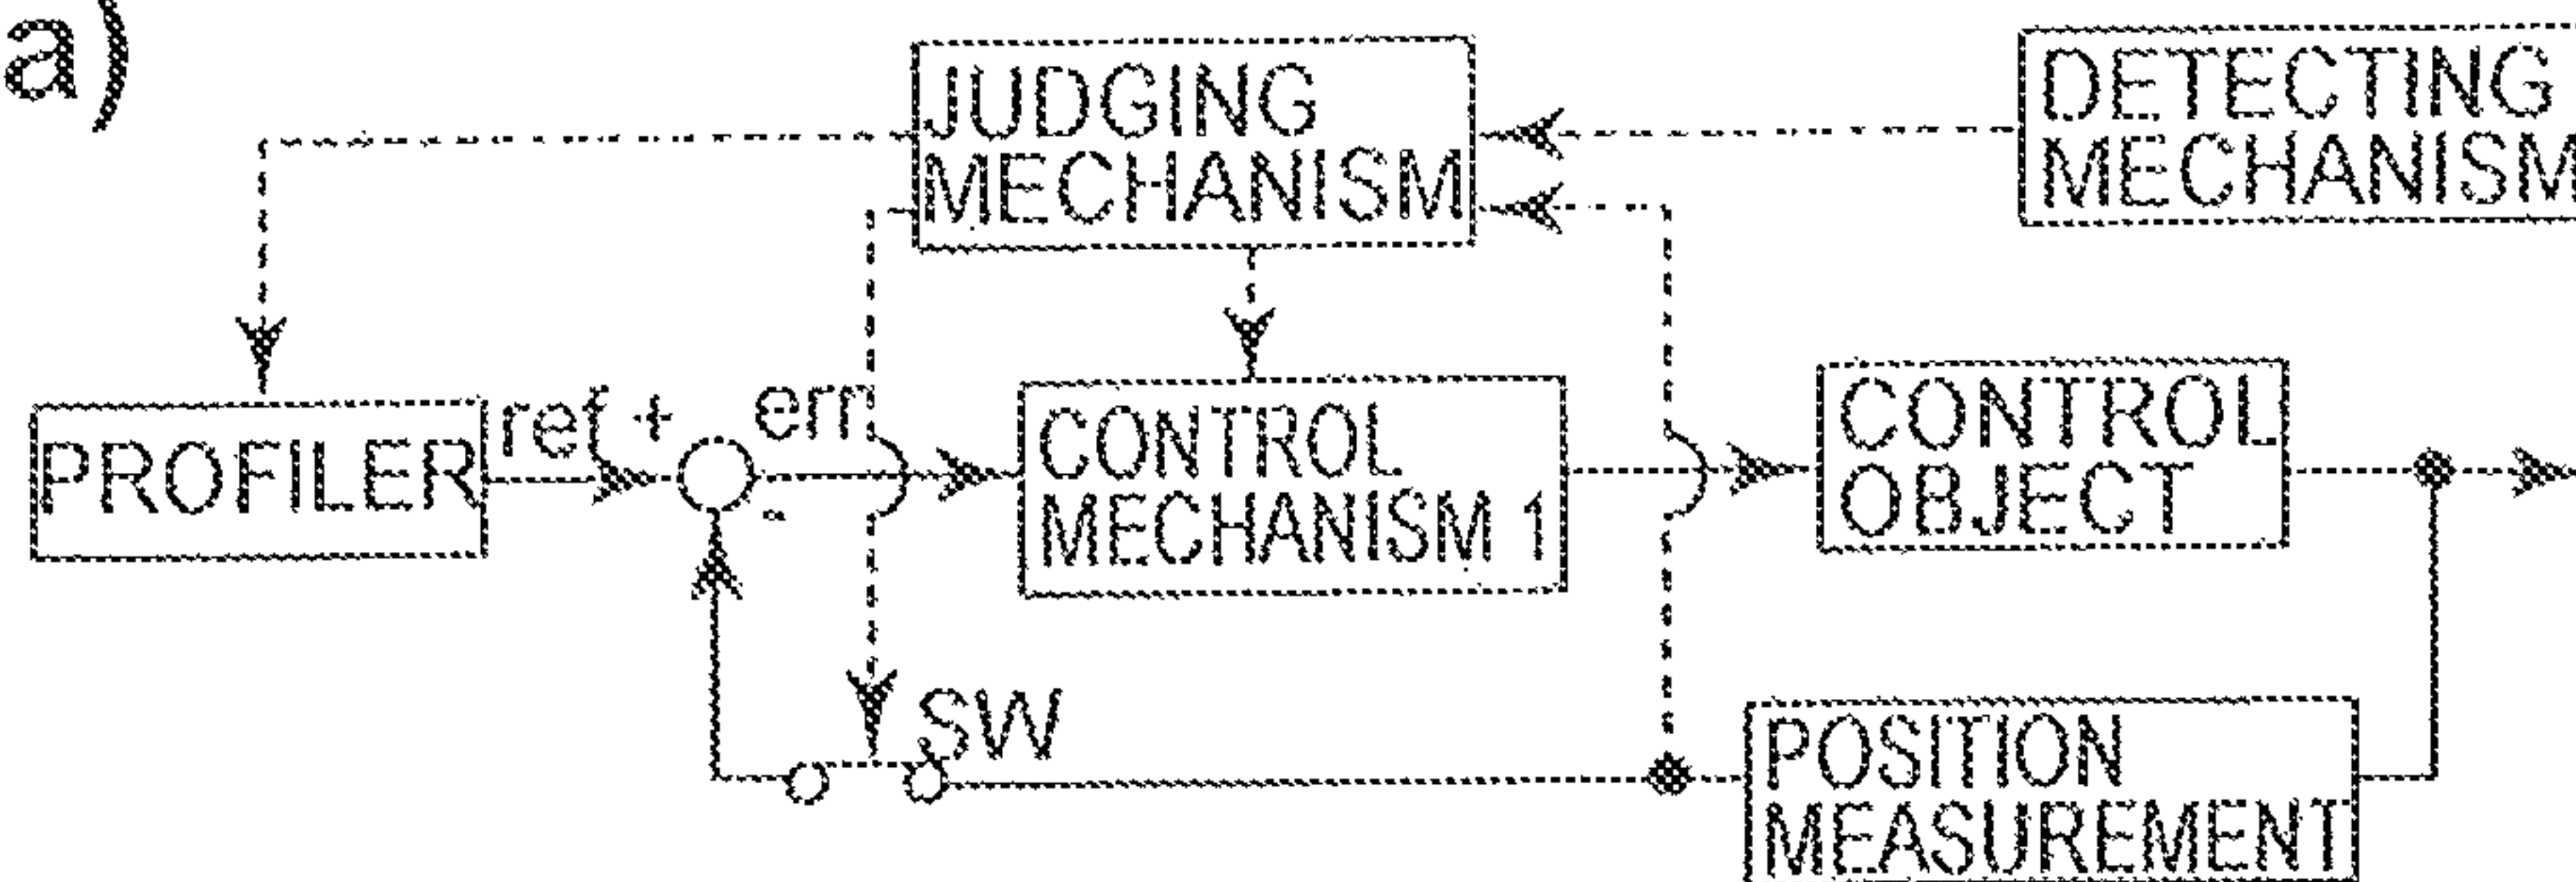 a)
JUDGING
MECHANISM
DETECTING
MECHANISM
PROFILER
ref +
err
-
CONTROL
MECHANISM 1
CONTROL
OBJECT
SW
POSITION
MEASUREMENT